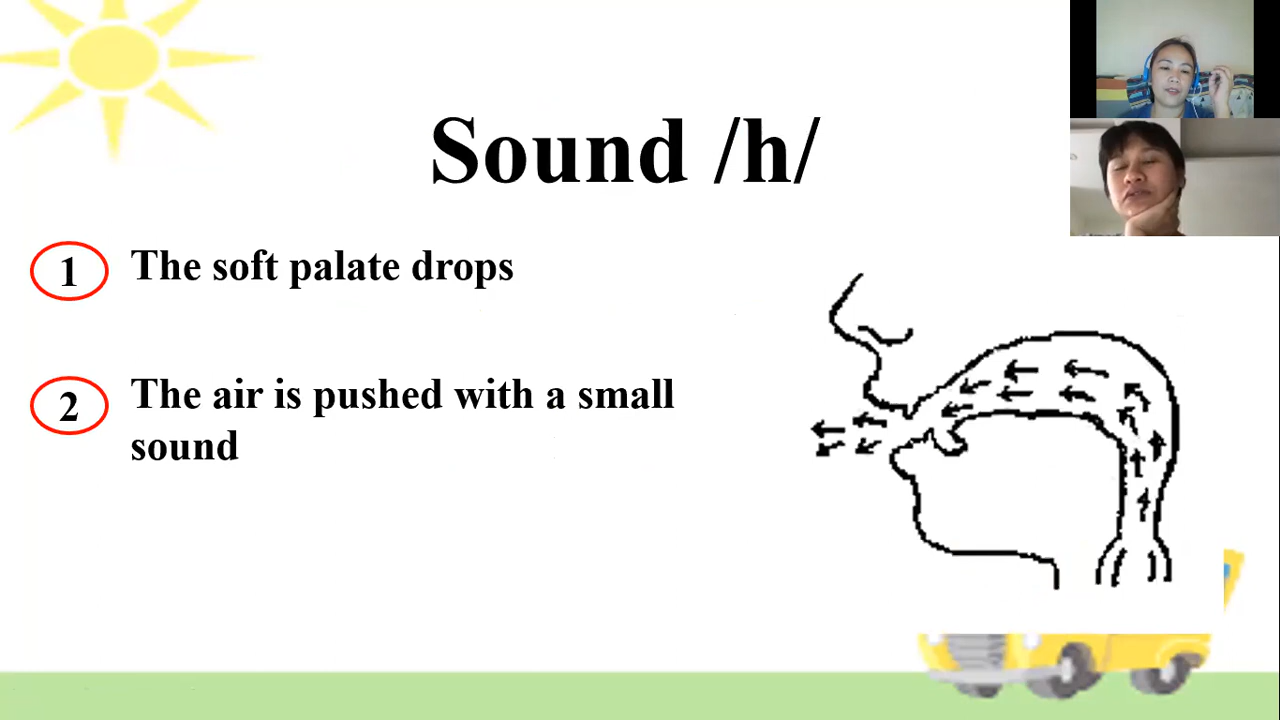 Sound /h/
1 The soft palate drops
2 The air is pushed with a small
sound